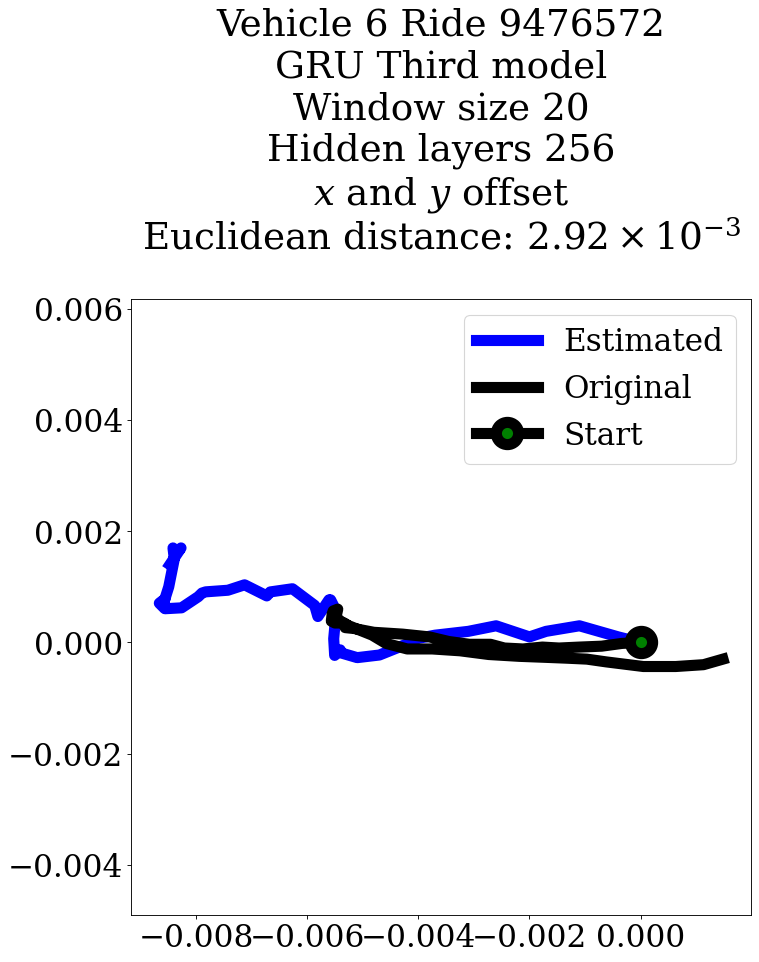 Vehicle 6 Ride 9476572
GRU Third model
Window size 20
Hidden layers 256
x and y offset
Euclidean distance: 2.92 × 10⁻³
0.006
0.004
0.002
0.000
−0.002
−0.004
Estimated
Original
Start
−0.008 −0.006 −0.004 −0.002 0.000